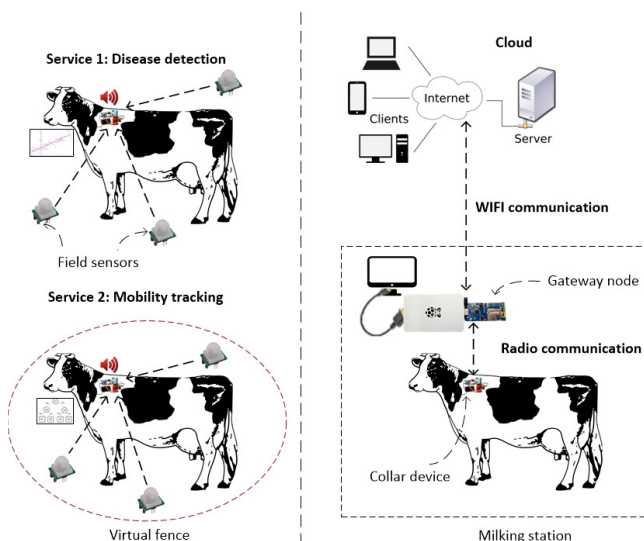 Service 1: Disease detection
Field sensors
Service 2: Mobility tracking
Virtual fence
Cloud
Internet
Clients
Server
WIFI communication
Gateway node
Radio communication
Collar device
Milking station